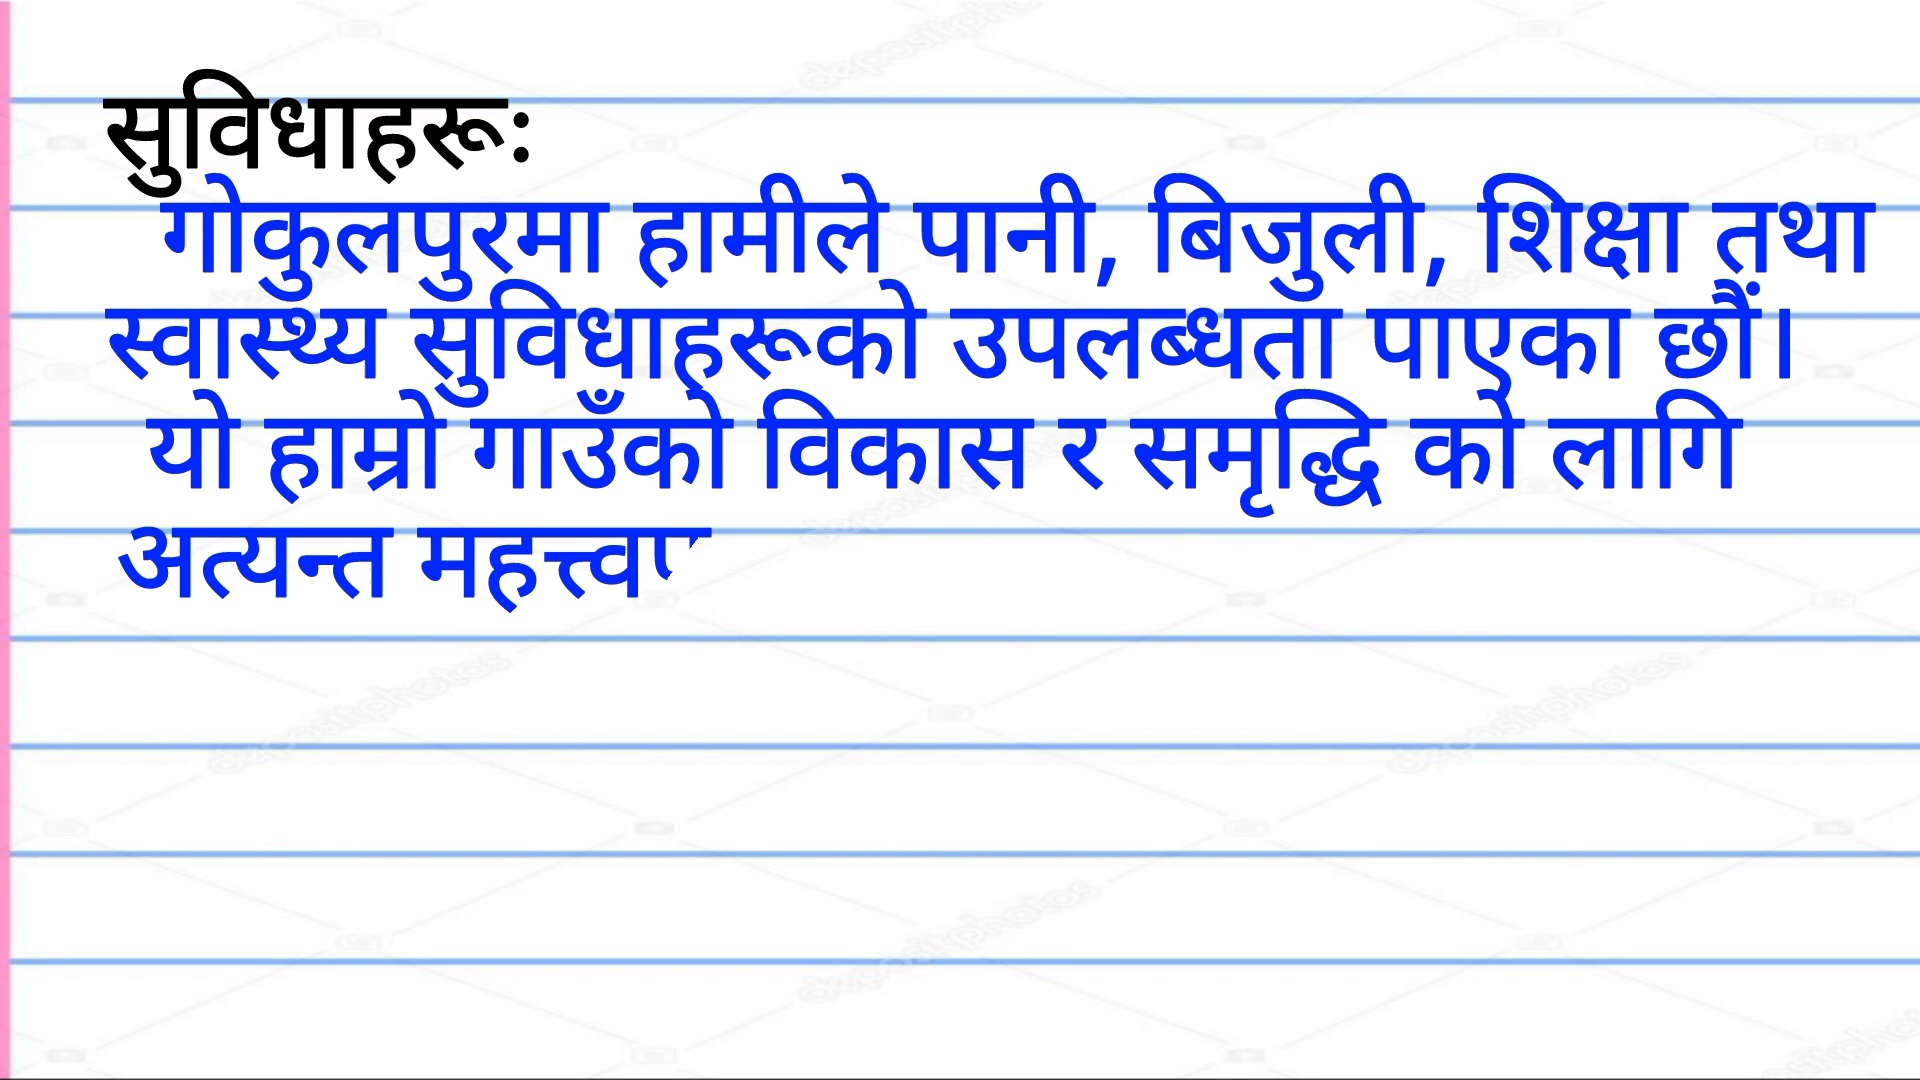 सुविधाहरू:
गोकुलपुरमा हामीले पानी, बिजुली, शिक्षा तथा
स्वास्थ्य सुविधाहरूको उपलब्धता पाएका छौं।
यो हाम्रो गाउँको विकास र समृद्धि को लागि
अत्यन्त